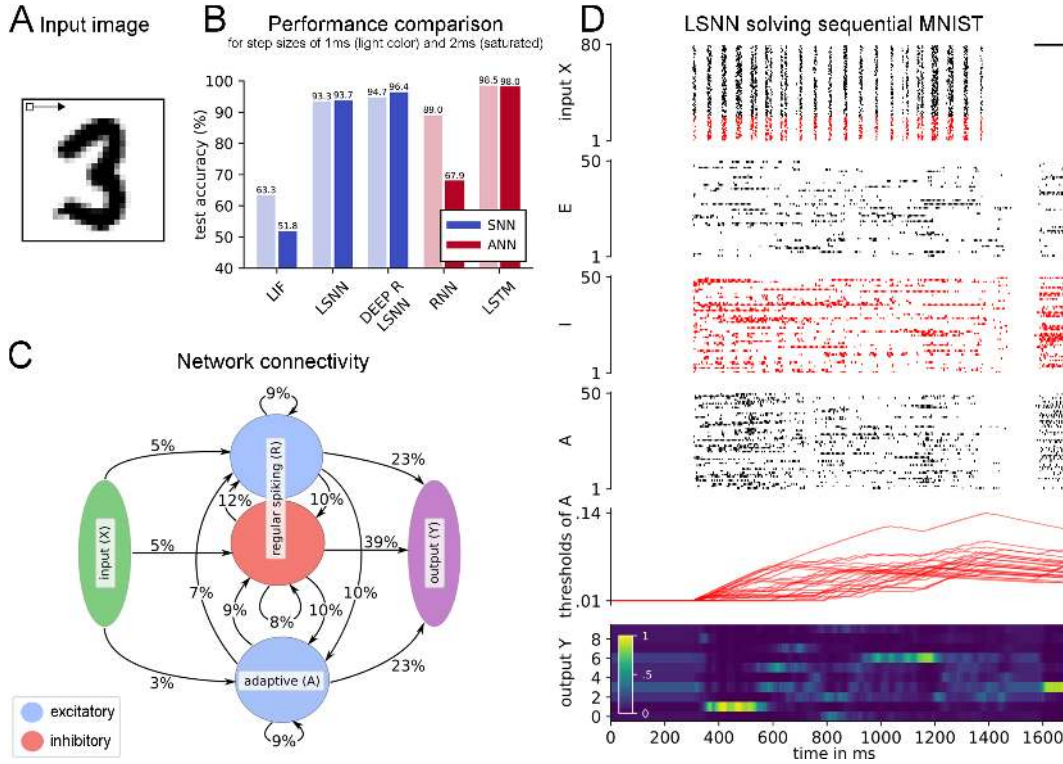 A Input image
B Performance comparison
for step sizes of 1ms (light color) and 2ms (saturated)
test accuracy (%)
100
90
80
70
60
50
40
63.3
51.8
93.3
93.7
94.7
96.4
89.0
67.9
98.5
98.0
SNN
ANN
LIF
LSNN
DEEP R
LSNN
RNN
LSTM
C Network connectivity
9%
5%
23%
12%
10%
regular spiking (R)
input (X)
5%
39%
output (Y)
7%
9%
8%
10%
10%
3%
adaptive (A)
23%
9%
excitatory
inhibitory
D LSNN solving sequential MNIST
80
input X
1
50
E
1
50
I
1
50
A
1
.14
thresholds of A
.01
output Y
8
6
4
2
0
1
.5
0
0 200 400 600 800 1000 1200 1400 1600
time in ms